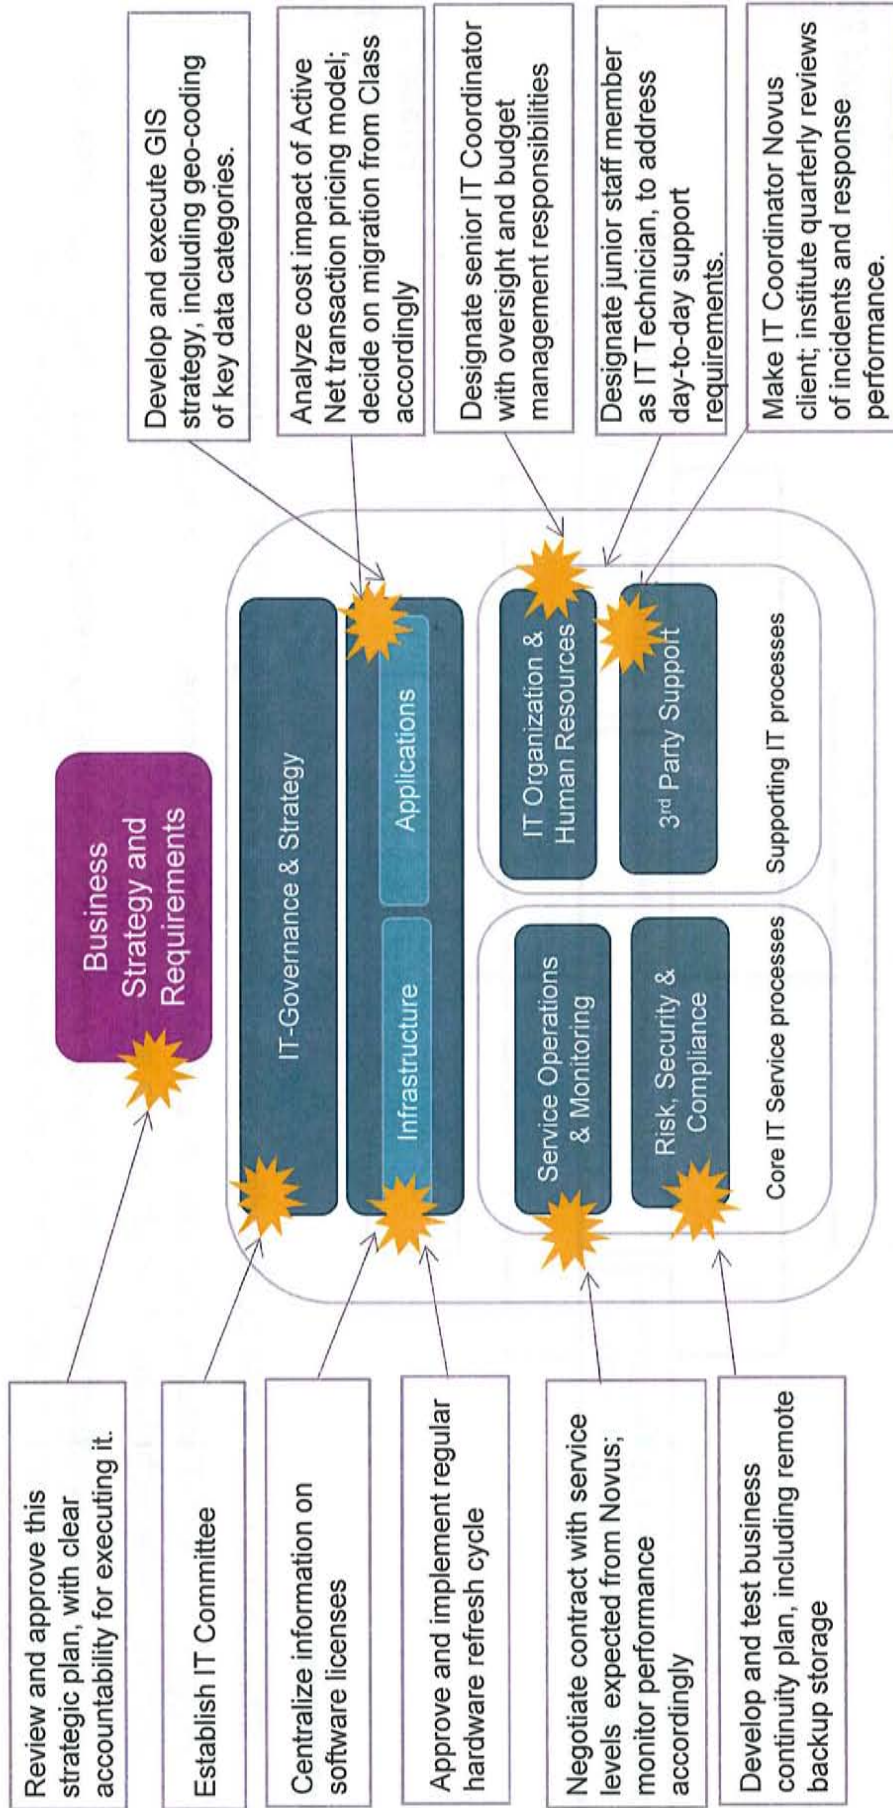 Review and approve this
strategic plan, with clear
accountability for executing it.
Establish IT Committee
Centralize information on
software licenses
Approve and implement regular
hardware refresh cycle
Negotiate contract with service
levels expected from Novus;
monitor performance
accordingly
Develop and test business
continuity plan, including remote
backup storage
Business
Strategy and
Requirements
IT-Governance & Strategy
Infrastructure
Applications
Service Operations
& Monitoring
Risk, Security &
Compliance
Core IT Service processes
IT Organization &
Human Resources
3rd Party Support
Supporting IT processes
Develop and execute GIS
strategy, including geo-coding
of key data categories.
Analyze cost impact of Active
Net transaction pricing model;
decide on migration from Class
accordingly
Designate senior IT Coordinator
with oversight and budget
management responsibilities
Designate junior staff member
as IT Technician, to address
day-to-day support
requirements.
Make IT Coordinator Novus
client; institute quarterly reviews
of incidents and response
performance.